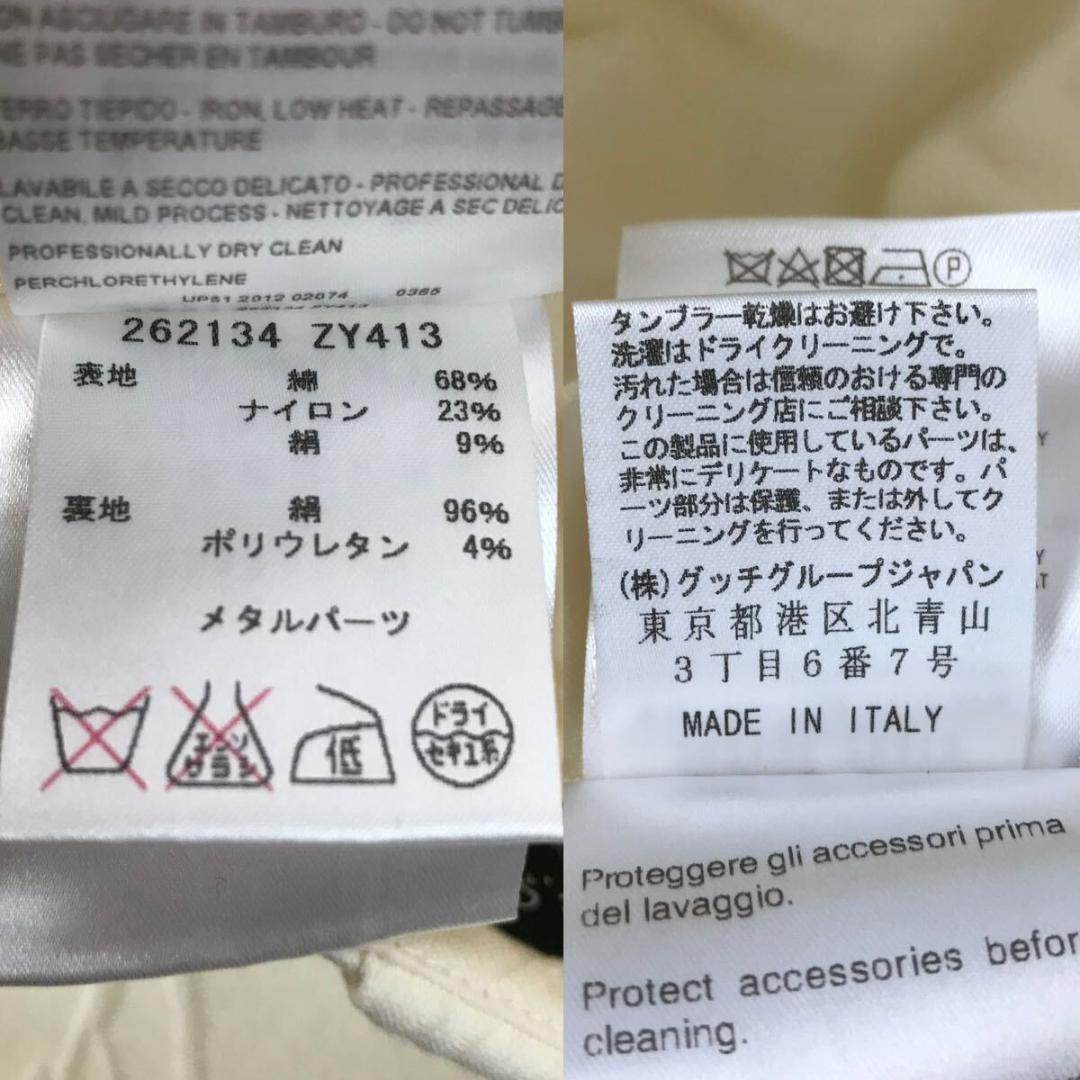 ON ASCIUGARE IN TAMBURO - DO NOT TUMB
NE PAS SECHER EN TAMBOUR
FERRO TIEPIDO - IRON, LOW HEAT - REPASSAGE
BASSE TEMPERATURE
LAVABILE A SECCO DELICATO - PROFESSIONAL D
CLEAN, MILD PROCESS - NETTOYAGE A SEC DELIC
PROFESSIONALLY DRY CLEAN
PERCHLORETHYLENE
UPS1 2012 02074 0365
262134 ZY413
262134 ZY413
表地 綿 68%
ナイロン 23%
絹 9%
裏地 絹 96%
ポリウレタン 4%
メタルパーツ
エンソ
サラシ
低
ドライ
セキユ系
P
タンブラー乾燥はお避け下さい。
洗濯はドライクリーニングで。
汚れた場合は信頼のおける専門の
クリーニング店にご相談下さい。
この製品に使用しているパーツは、
非常にデリケートなものです。パ
ーツ部分は保護、または外してク
リーニングを行ってください。
(株)グッチグループジャパン
東京都港区北青山
3丁目6番7号
MADE IN ITALY
Y
Y
AT
Proteggere gli accessori prima
del lavaggio.
Protect accessories befor
cleaning.